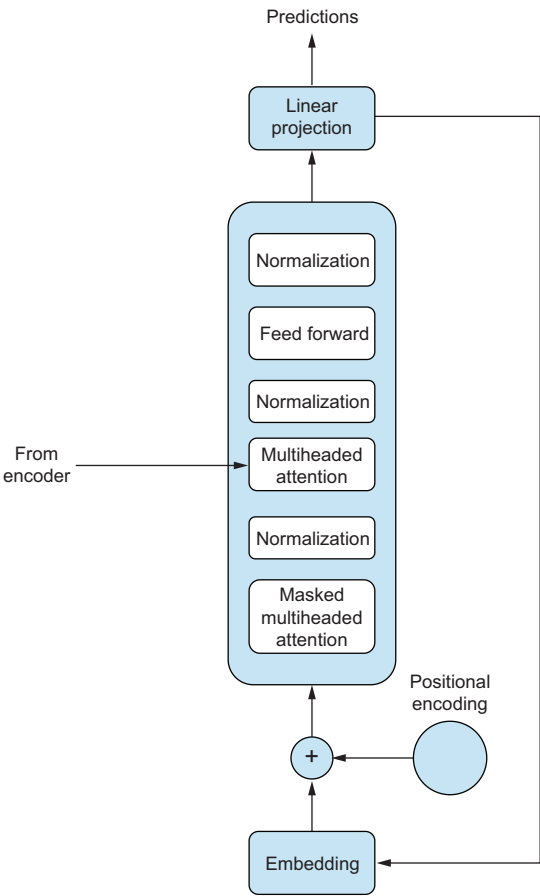 Predictions
Linear
projection
Normalization
Feed forward
Normalization
From
encoder
Multiheaded
attention
Normalization
Masked
multiheaded
attention
Positional
encoding
+
Embedding